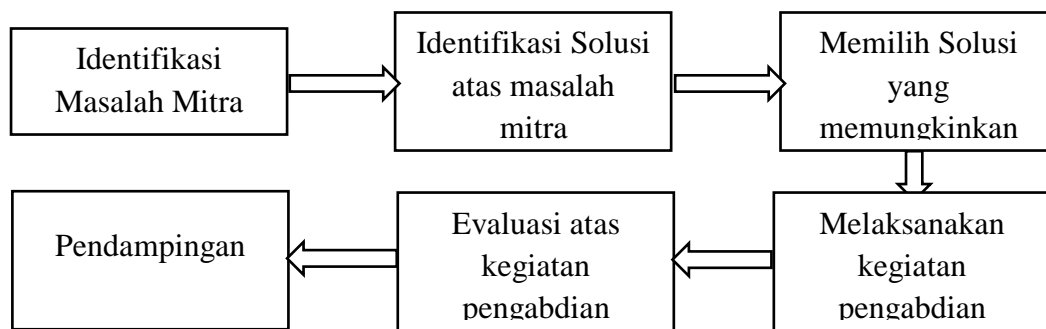 Identifikasi
Masalah Mitra
Identifikasi Solusi
atas masalah
mitra
Memilih Solusi
yang
memungkinkan
Melaksanakan
kegiatan
pengabdian
Evaluasi atas
kegiatan
pengabdian
Pendampingan